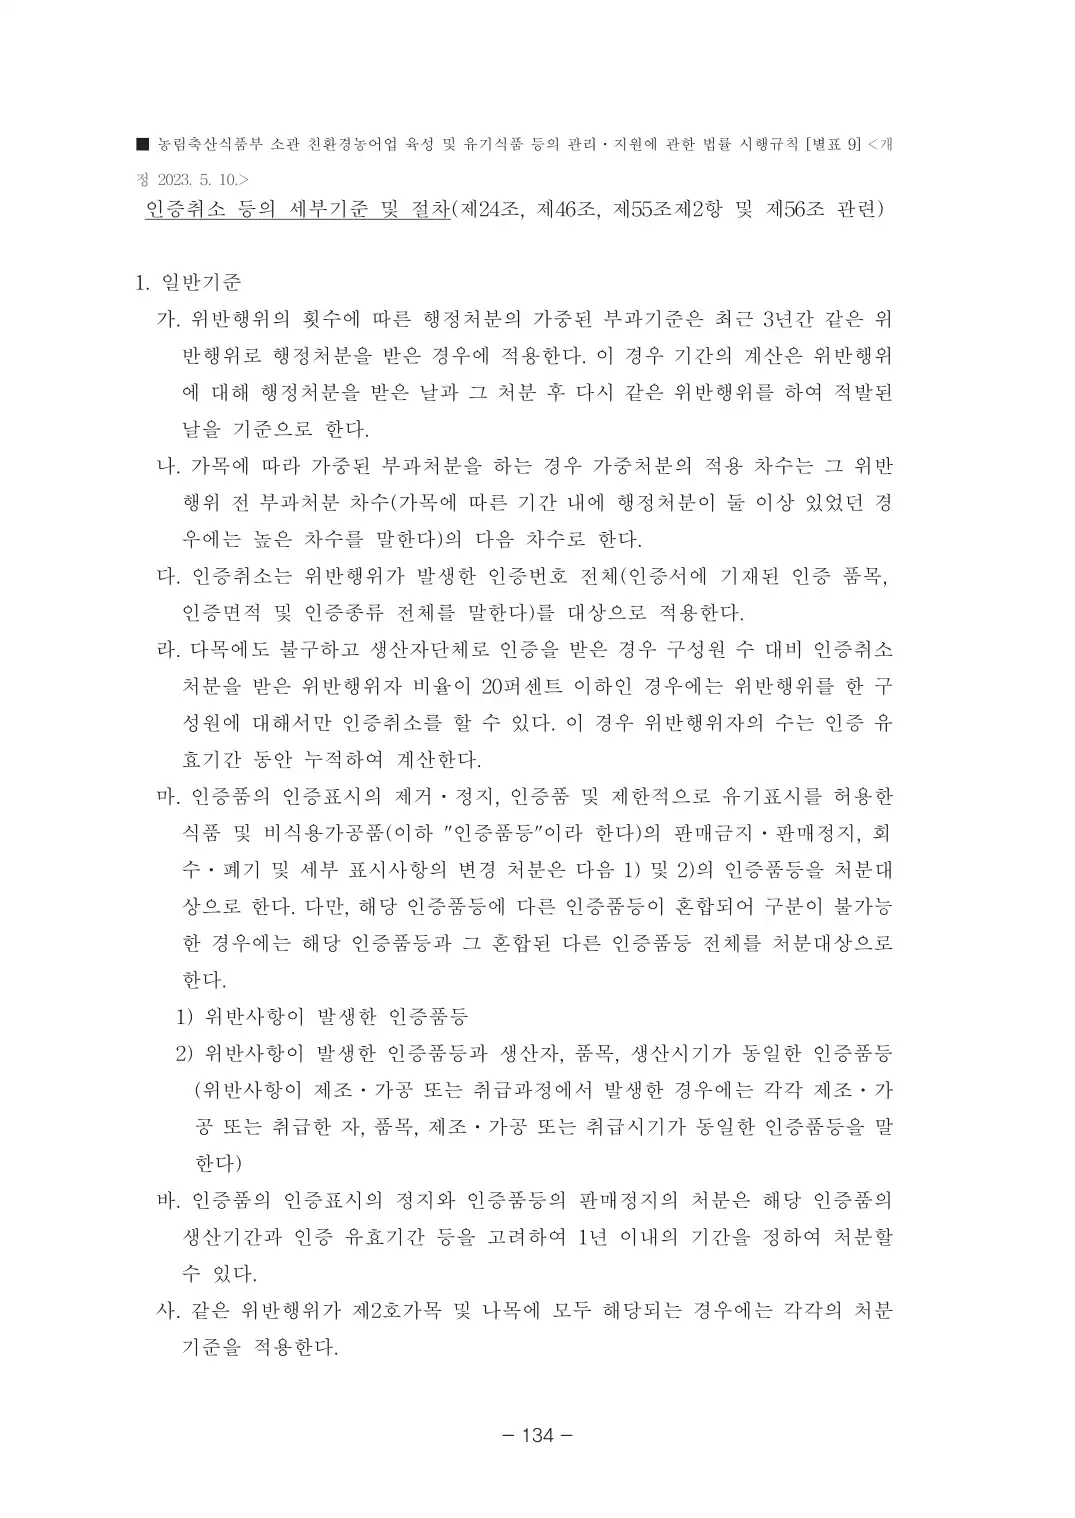 ■ 농림축산식품부 소관 친환경농어업 육성 및 유기식품 등의 관리·지원에 관한 법률 시행규칙 [별표 9] <개
정 2023. 5. 10.>
인증취소 등의 세부기준 및 절차(제24조, 제46조, 제55조제2항 및 제56조 관련)
1. 일반기준
가. 위반행위의 횟수에 따른 행정처분의 가중된 부과기준은 최근 3년간 같은 위
반행위로 행정처분을 받은 경우에 적용한다. 이 경우 기간의 계산은 위반행위
에 대해 행정처분을 받은 날과 그 처분 후 다시 같은 위반행위를 하여 적발된
날을 기준으로 한다.
나. 가목에 따라 가중된 부과처분을 하는 경우 가중처분의 적용 차수는 그 위반
행위 전 부과처분 차수(가목에 따른 기간 내에 행정처분이 둘 이상 있었던 경
우에는 높은 차수를 말한다)의 다음 차수로 한다.
다. 인증취소는 위반행위가 발생한 인증번호 전체(인증서에 기재된 인증 품목,
인증면적 및 인증종류 전체를 말한다)를 대상으로 적용한다.
라. 다목에도 불구하고 생산자단체로 인증을 받은 경우 구성원 수 대비 인증취소
처분을 받은 위반행위자 비율이 20퍼센트 이하인 경우에는 위반행위를 한 구
성원에 대해서만 인증취소를 할 수 있다. 이 경우 위반행위자의 수는 인증 유
효기간 동안 누적하여 계산한다.
마. 인증품의 인증표시의 제거·정지, 인증품 및 제한적으로 유기표시를 허용한
식품 및 비식용가공품(이하 "인증품등"이라 한다)의 판매금지·판매정지, 회
수·폐기 및 세부 표시사항의 변경 처분은 다음 1) 및 2)의 인증품등을 처분대
상으로 한다. 다만, 해당 인증품등에 다른 인증품등이 혼합되어 구분이 불가능
한 경우에는 해당 인증품등과 그 혼합된 다른 인증품등 전체를 처분대상으로
한다.
1) 위반사항이 발생한 인증품등
2) 위반사항이 발생한 인증품등과 생산자, 품목, 생산시기가 동일한 인증품등
(위반사항이 제조·가공 또는 취급과정에서 발생한 경우에는 각각 제조·가
공 또는 취급한 자, 품목, 제조·가공 또는 취급시기가 동일한 인증품등을 말
한다)
바. 인증품의 인증표시의 정지와 인증품등의 판매정지의 처분은 해당 인증품의
생산기간과 인증 유효기간 등을 고려하여 1년 이내의 기간을 정하여 처분할
수 있다.
사. 같은 위반행위가 제2호가목 및 나목에 모두 해당되는 경우에는 각각의 처분
기준을 적용한다.
- 134 -